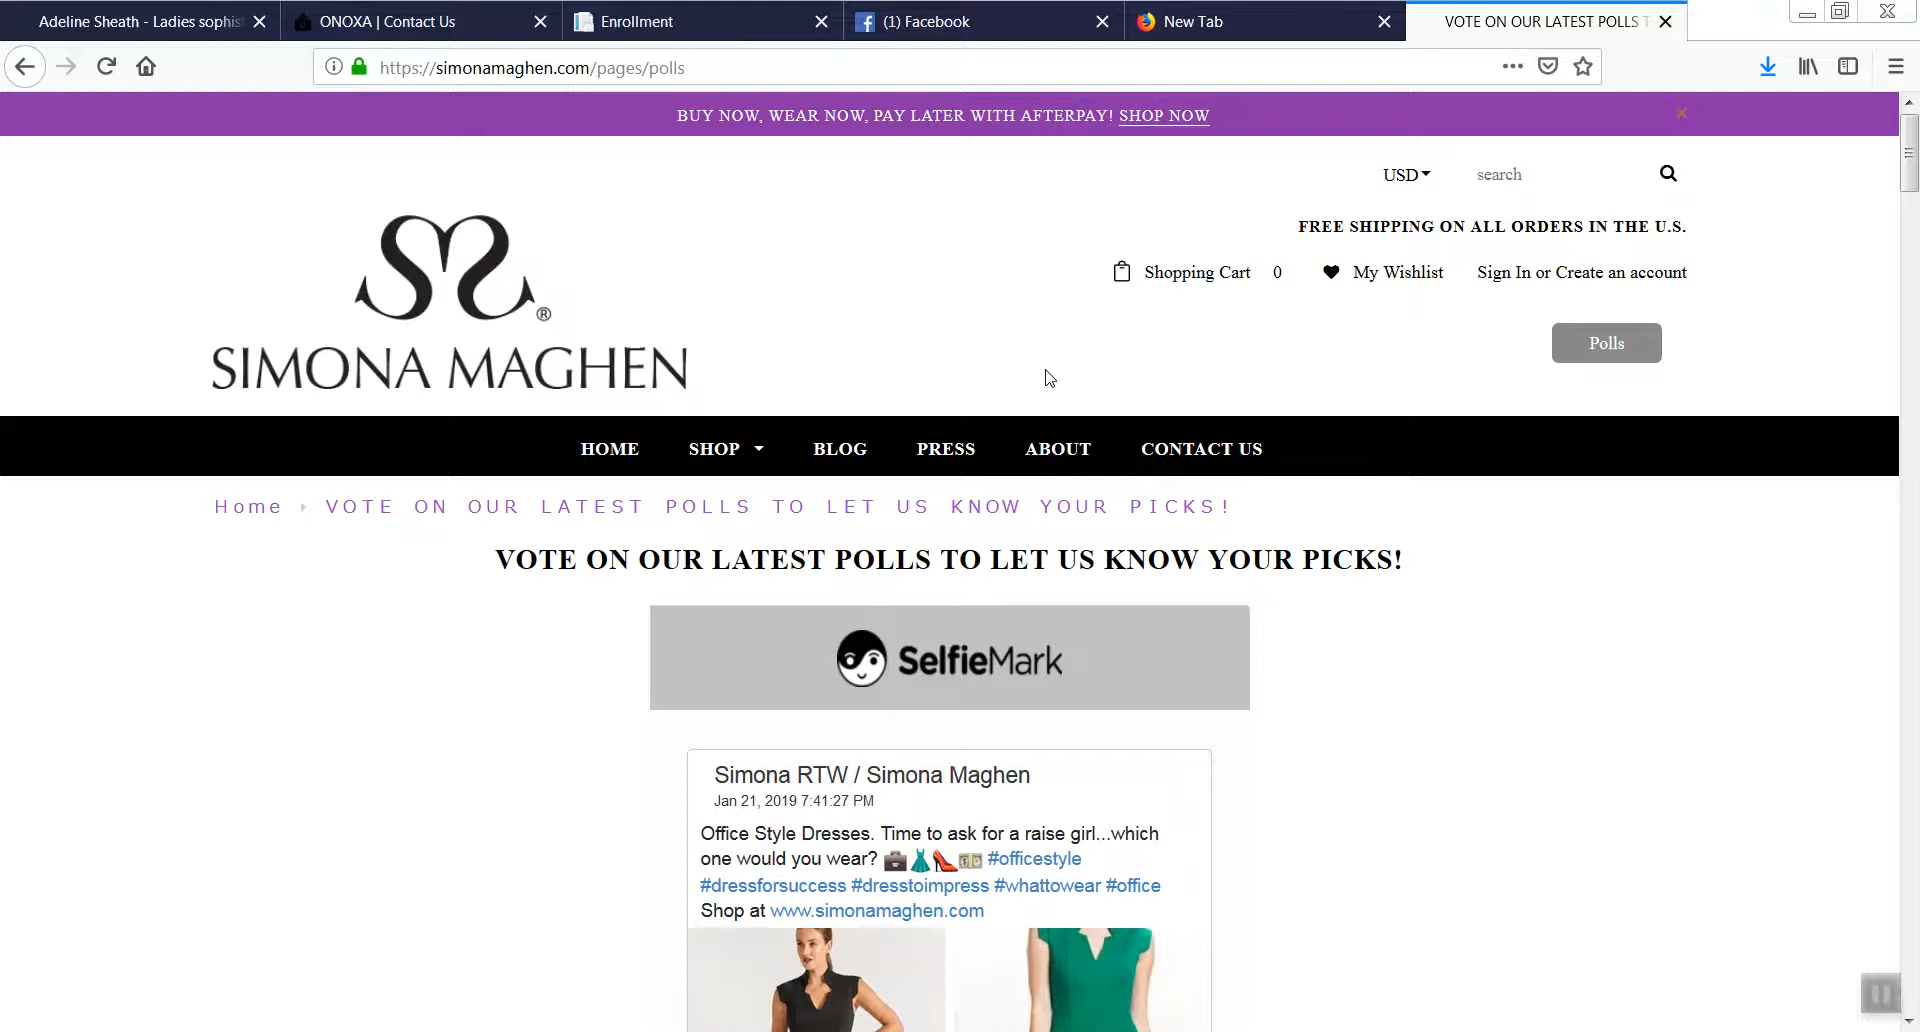 Adeline Sheath - Ladies sophis
ONOXA | Contact Us
Enrollment
(1) Facebook
New Tab
VOTE ON OUR LATEST POLLS T
https://simonamaghen.com/pages/polls
BUY NOW, WEAR NOW, PAY LATER WITH AFTERPAY! SHOP NOW
USD
search
FREE SHIPPING ON ALL ORDERS IN THE U.S.
Shopping Cart 0
My Wishlist
Sign In or Create an account
®
SIMONA MAGHEN
Polls
HOME
SHOP
BLOG
PRESS
ABOUT
CONTACT US
Home VOTE ON OUR LATEST POLLS TO LET US KNOW YOUR PICKS!
VOTE ON OUR LATEST POLLS TO LET US KNOW YOUR PICKS!
SelfieMark
Simona RTW / Simona Maghen
Jan 21, 2019 7:41:27 PM
Office Style Dresses. Time to ask for a raise girl...which
one would you wear? 💼👗👠💵 #officestyle
#dressforsuccess #dresstoimpress #whattowear #office
Shop at www.simonamaghen.com